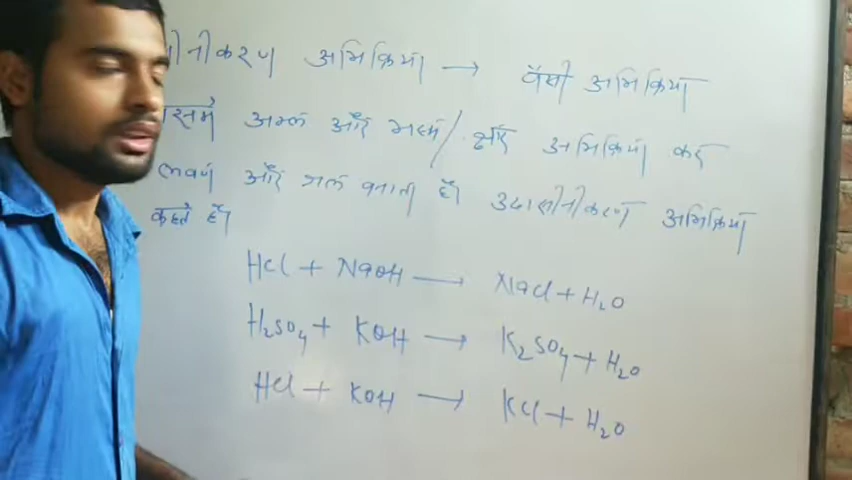 सीनीकरण अभिक्रिया → वैसी अभिक्रिया
जिसमे अम्ल और भस्म/क्षार अभिक्रिया कर
लवण और जल बनाती है। उदासीनीकरण अभिक्रिया
कहते हैं।
HCl + NaOH → NaCl + H₂O
H₂SO₄ + KOH → K₂SO₄ + H₂O
HCl + KOH → KCl + H₂O